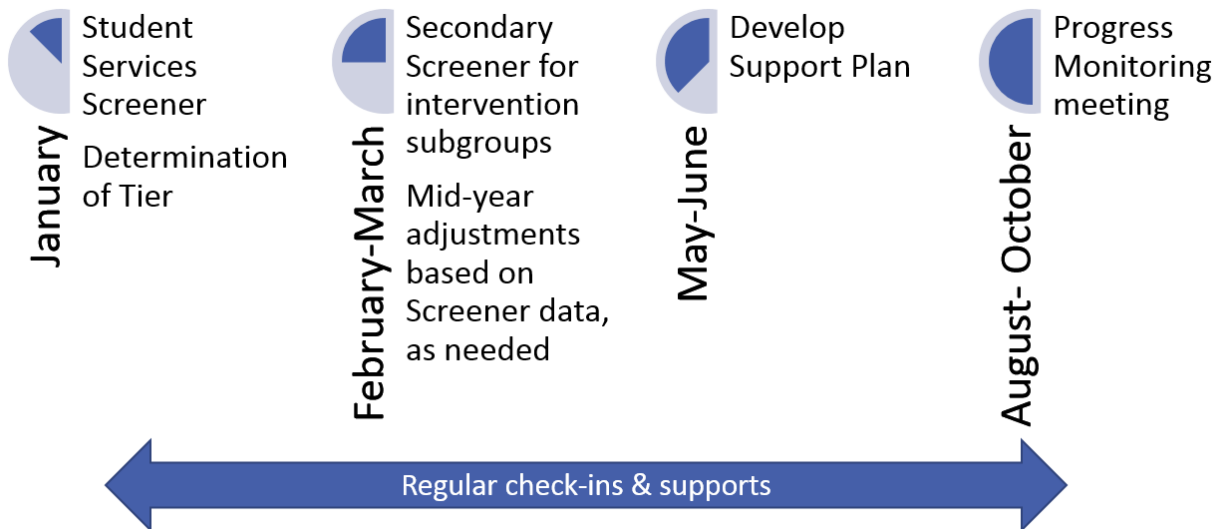 January
Student
Services
Screener
Determination
of Tier
February-March
Secondary
Screener for
intervention
subgroups
Mid-year
adjustments
based on
Screener data,
as needed
May-June
Develop
Support Plan
August- October
Progress
Monitoring
meeting
Regular check-ins & supports